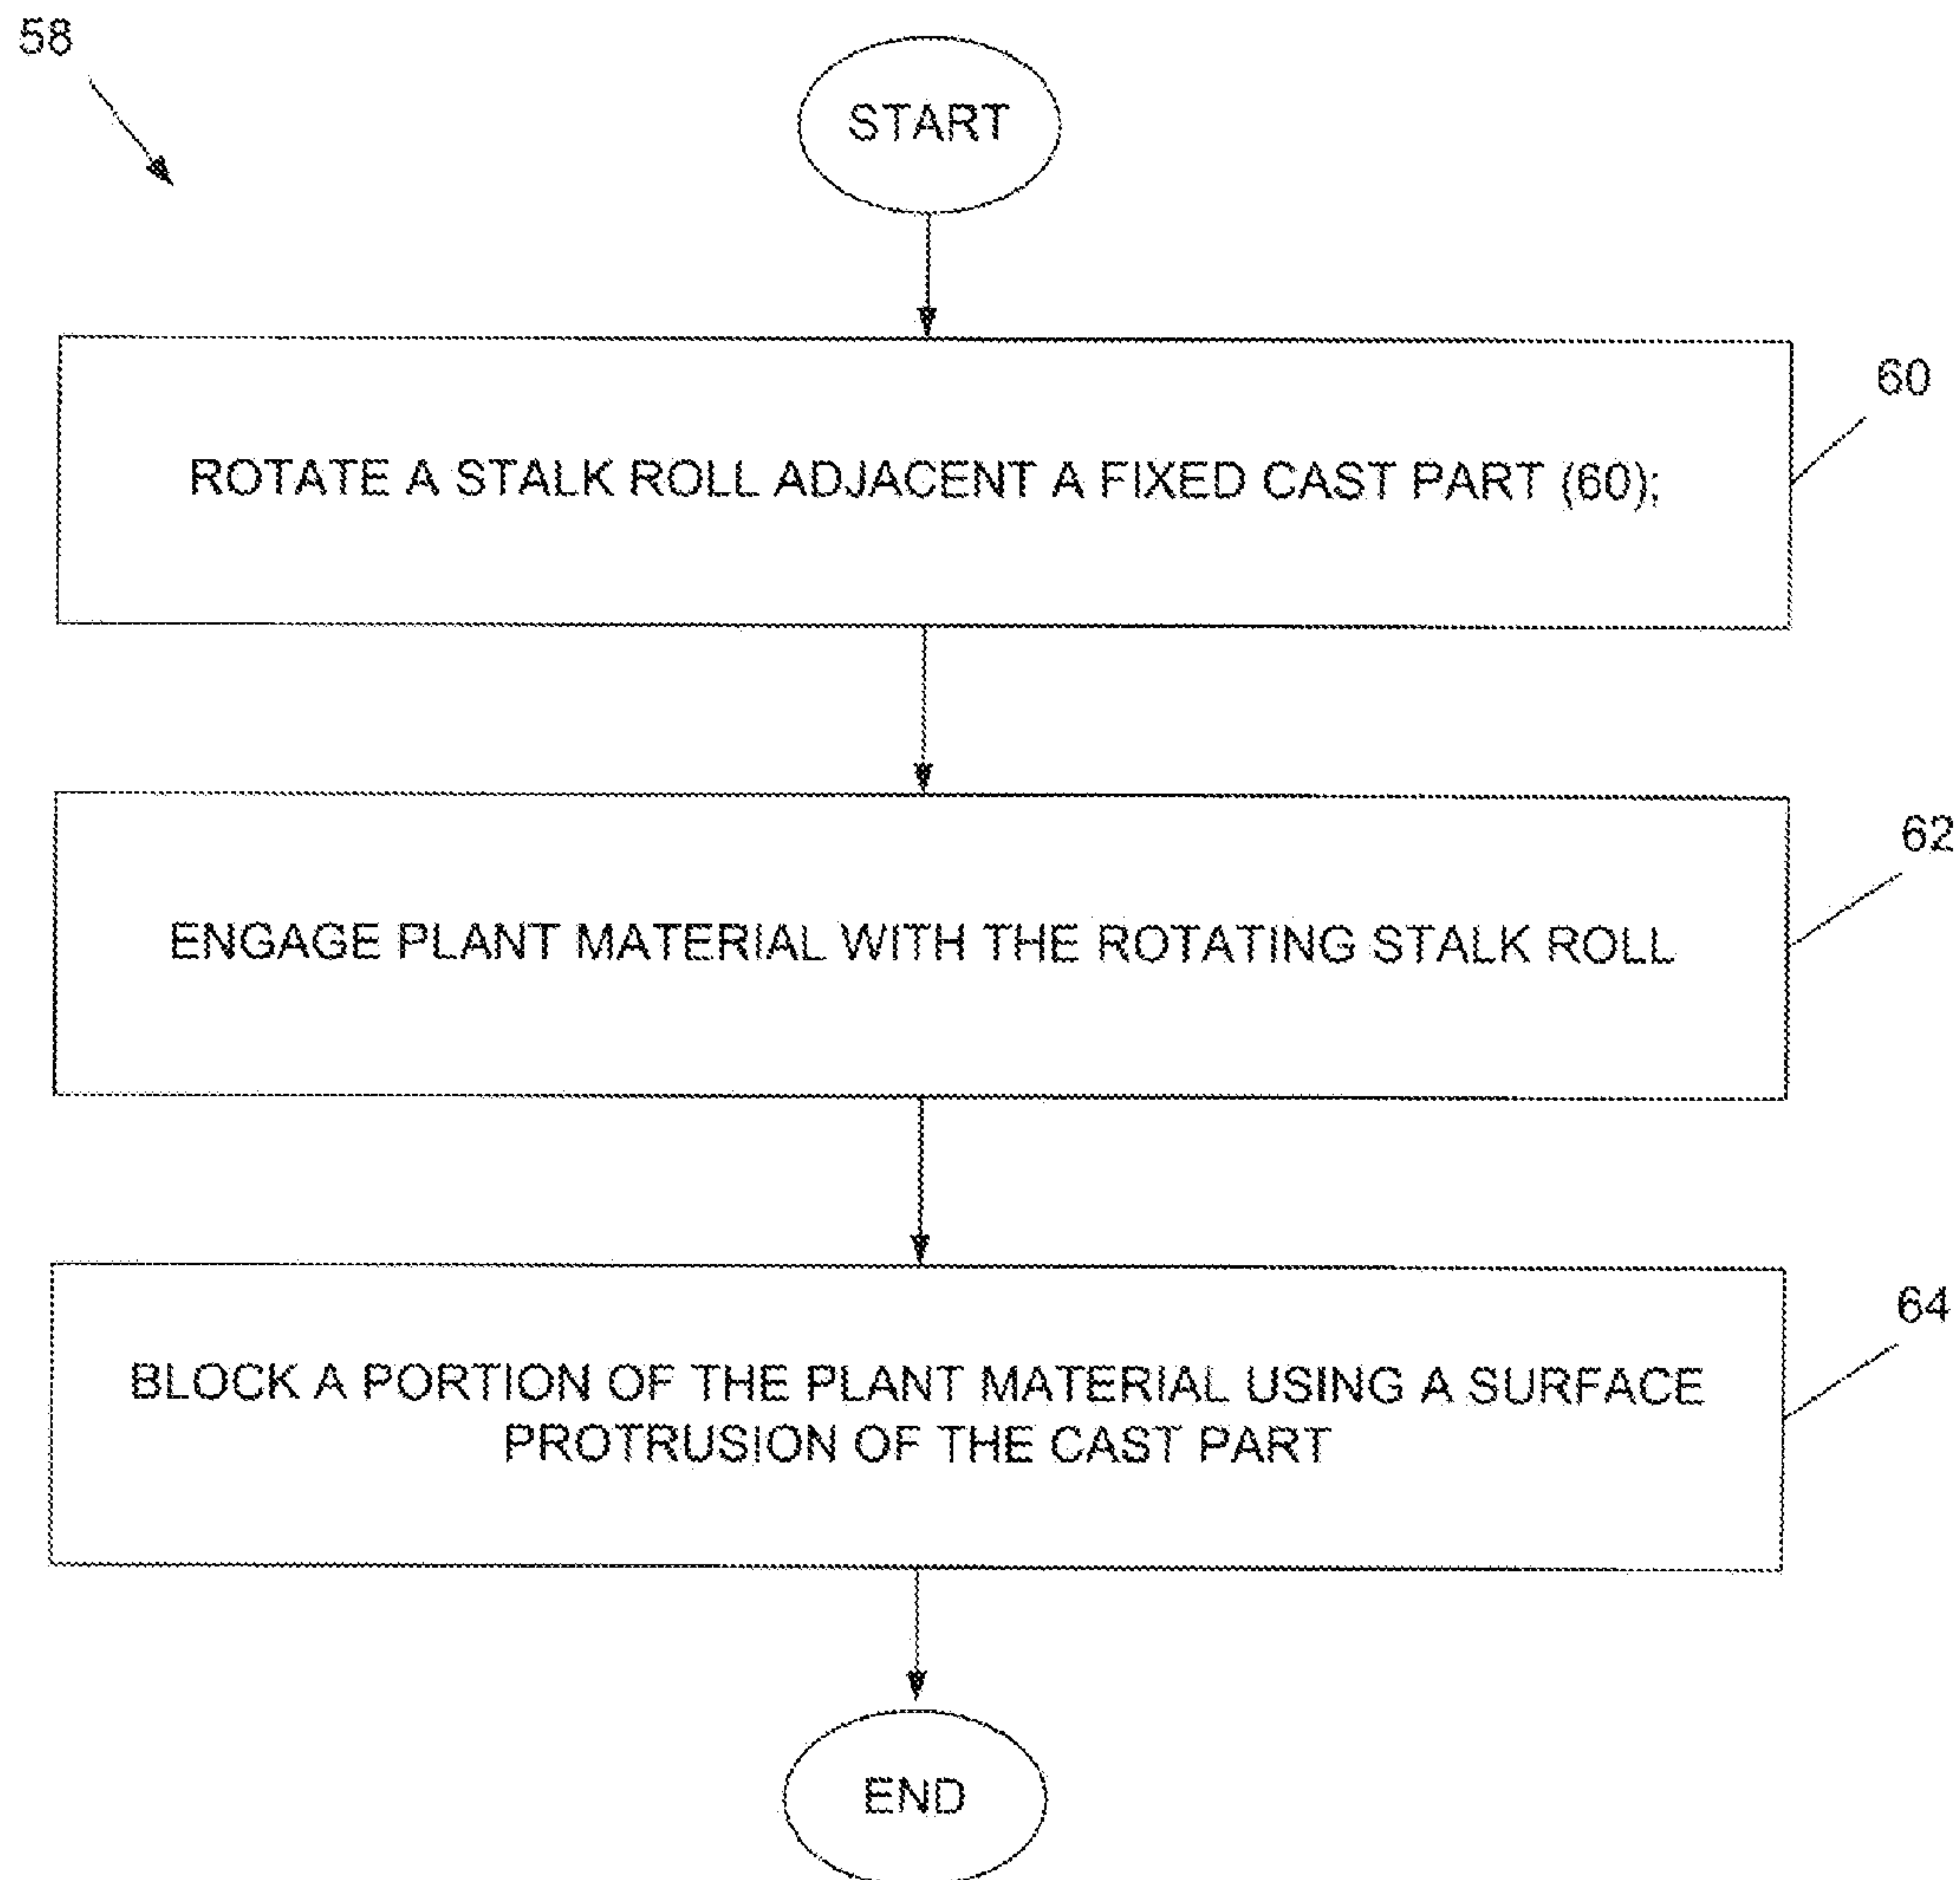 58
START
ROTATE A STALK ROLL ADJACENT A FIXED CAST PART (60);
60
ENGAGE PLANT MATERIAL WITH THE ROTATING STALK ROLL
62
BLOCK A PORTION OF THE PLANT MATERIAL USING A SURFACE
PROTRUSION OF THE CAST PART
64
END